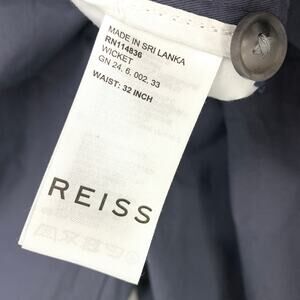 MADE IN SRI LANKA
RN114836
WICKET
GN 24, 6, 002, 33
WAIST: 32 INCH
REISS